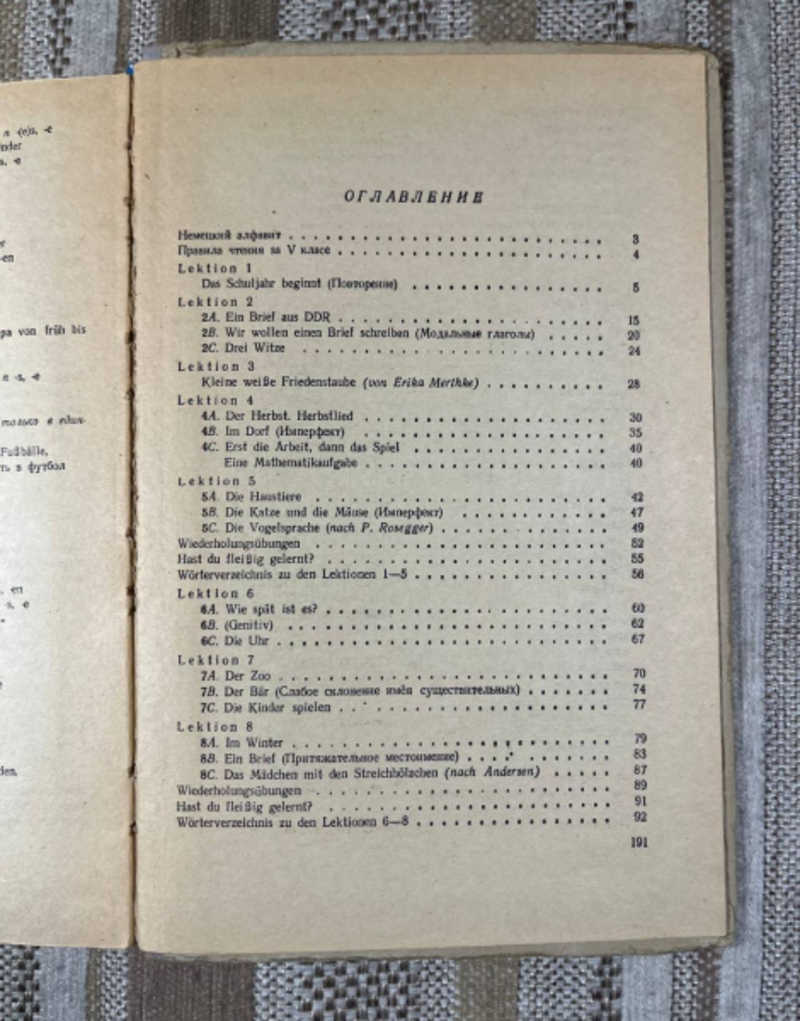 n -(e)s, -e
s, -e
-en
von früh bis
n -s, -e
только в един-
Fußbälle,
в футбол
en
-s, -e
ОГЛАВЛЕНИЕ
Немецкий алфавит 3
Правила чтения за V класс 4
Lektion 1
Das Schuljahr beginnt (Повторение) 5
Lektion 2
2A. Ein Brief aus DDR 15
2B. Wir wollen einen Brief schreiben (Модальные глаголы) 20
2C. Drei Witze 24
Lektion 3
Kleine weiße Friedenstaube (von Erika Merthke) 28
Lektion 4
4A. Der Herbst. Herbstlied 30
4B. Im Dorf (Имперфект) 35
4C. Erst die Arbeit, dann das Spiel 40
Eine Mathematikaufgabe 40
Lektion 5
5A. Die Haustiere 42
5B. Die Katze und die Mäuse (Имперфект) 47
5C. Die Vogelsprache (nach P. Rosegger) 49
Wiederholungsübungen 52
Hast du fleißig gelernt? 55
Wörterverzeichnis zu den Lektionen 1—5 56
Lektion 6
6A. Wie spät ist es? 60
6B. (Genitiv) 62
6C. Die Uhr 67
Lektion 7
7A. Der Zoo 70
7B. Der Bär (Слабое склонение имён существительных) 74
7C. Die Kinder spielen 77
Lektion 8
8A. Im Winter 79
8B. Ein Brief (Притяжательное местоимение) 83
8C. Das Mädchen mit den Streichhölzchen (nach Andersen) 87
Wiederholungsübungen 89
Hast du fleißig gelernt? 91
Wörterverzeichnis zu den Lektionen 6—8 92
191